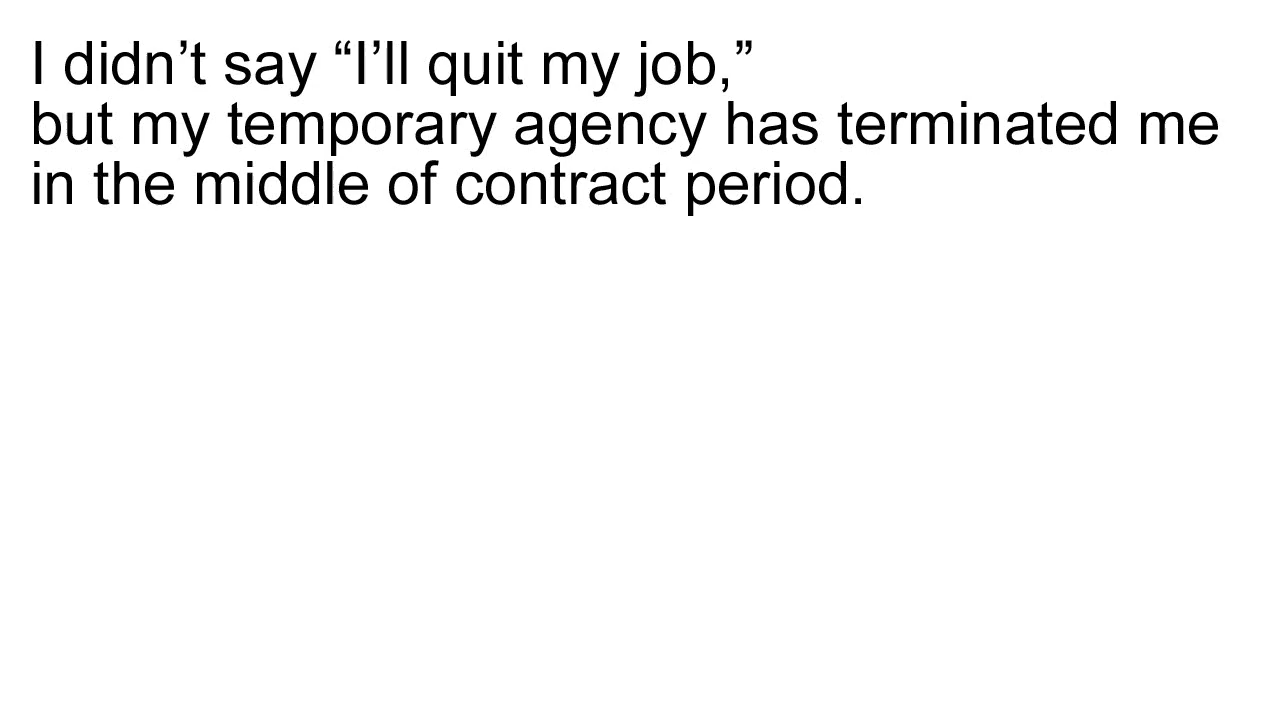 I didn’t say “I’ll quit my job,”
but my temporary agency has terminated me
in the middle of contract period.